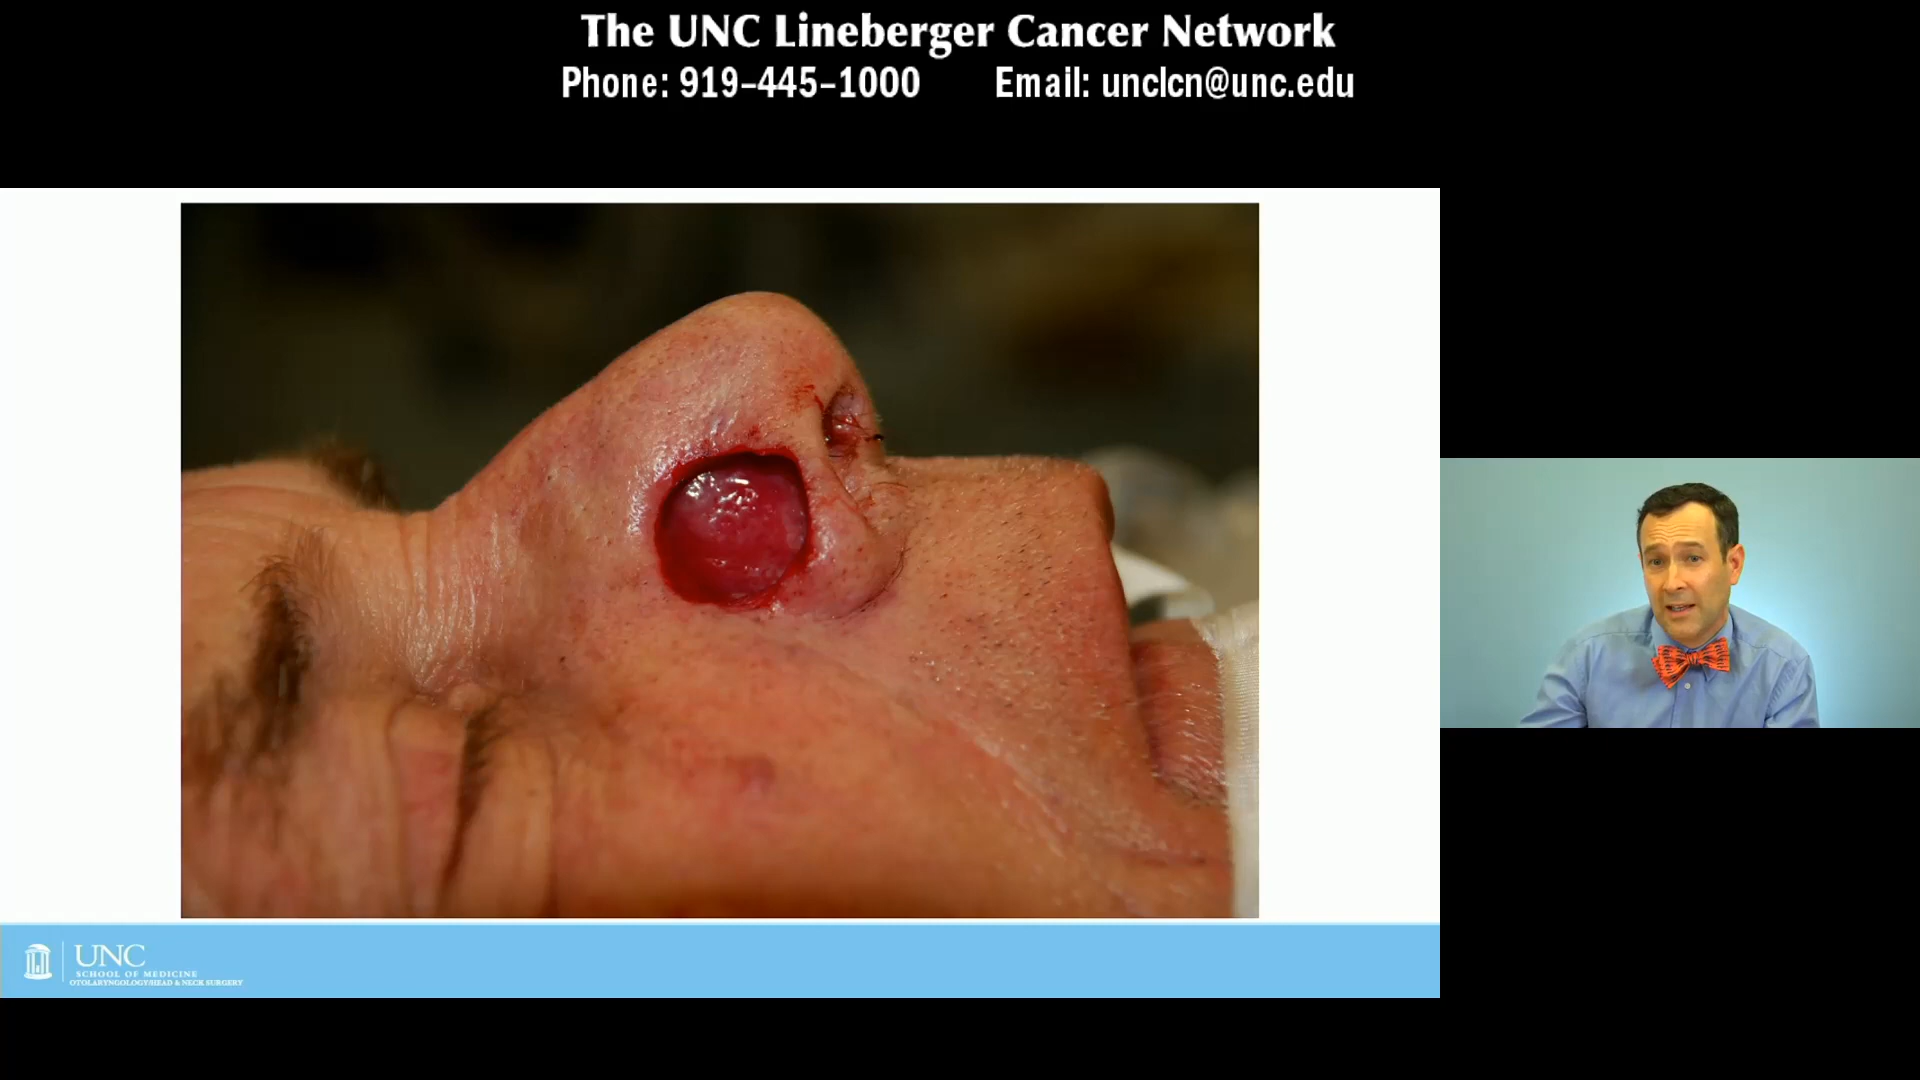 The UNC Lineberger Cancer Network
Phone: 919-445-1000 Email: unclcn@unc.edu
UNC
SCHOOL OF MEDICINE
OTOLARYNGOLOGY/HEAD & NECK SURGERY